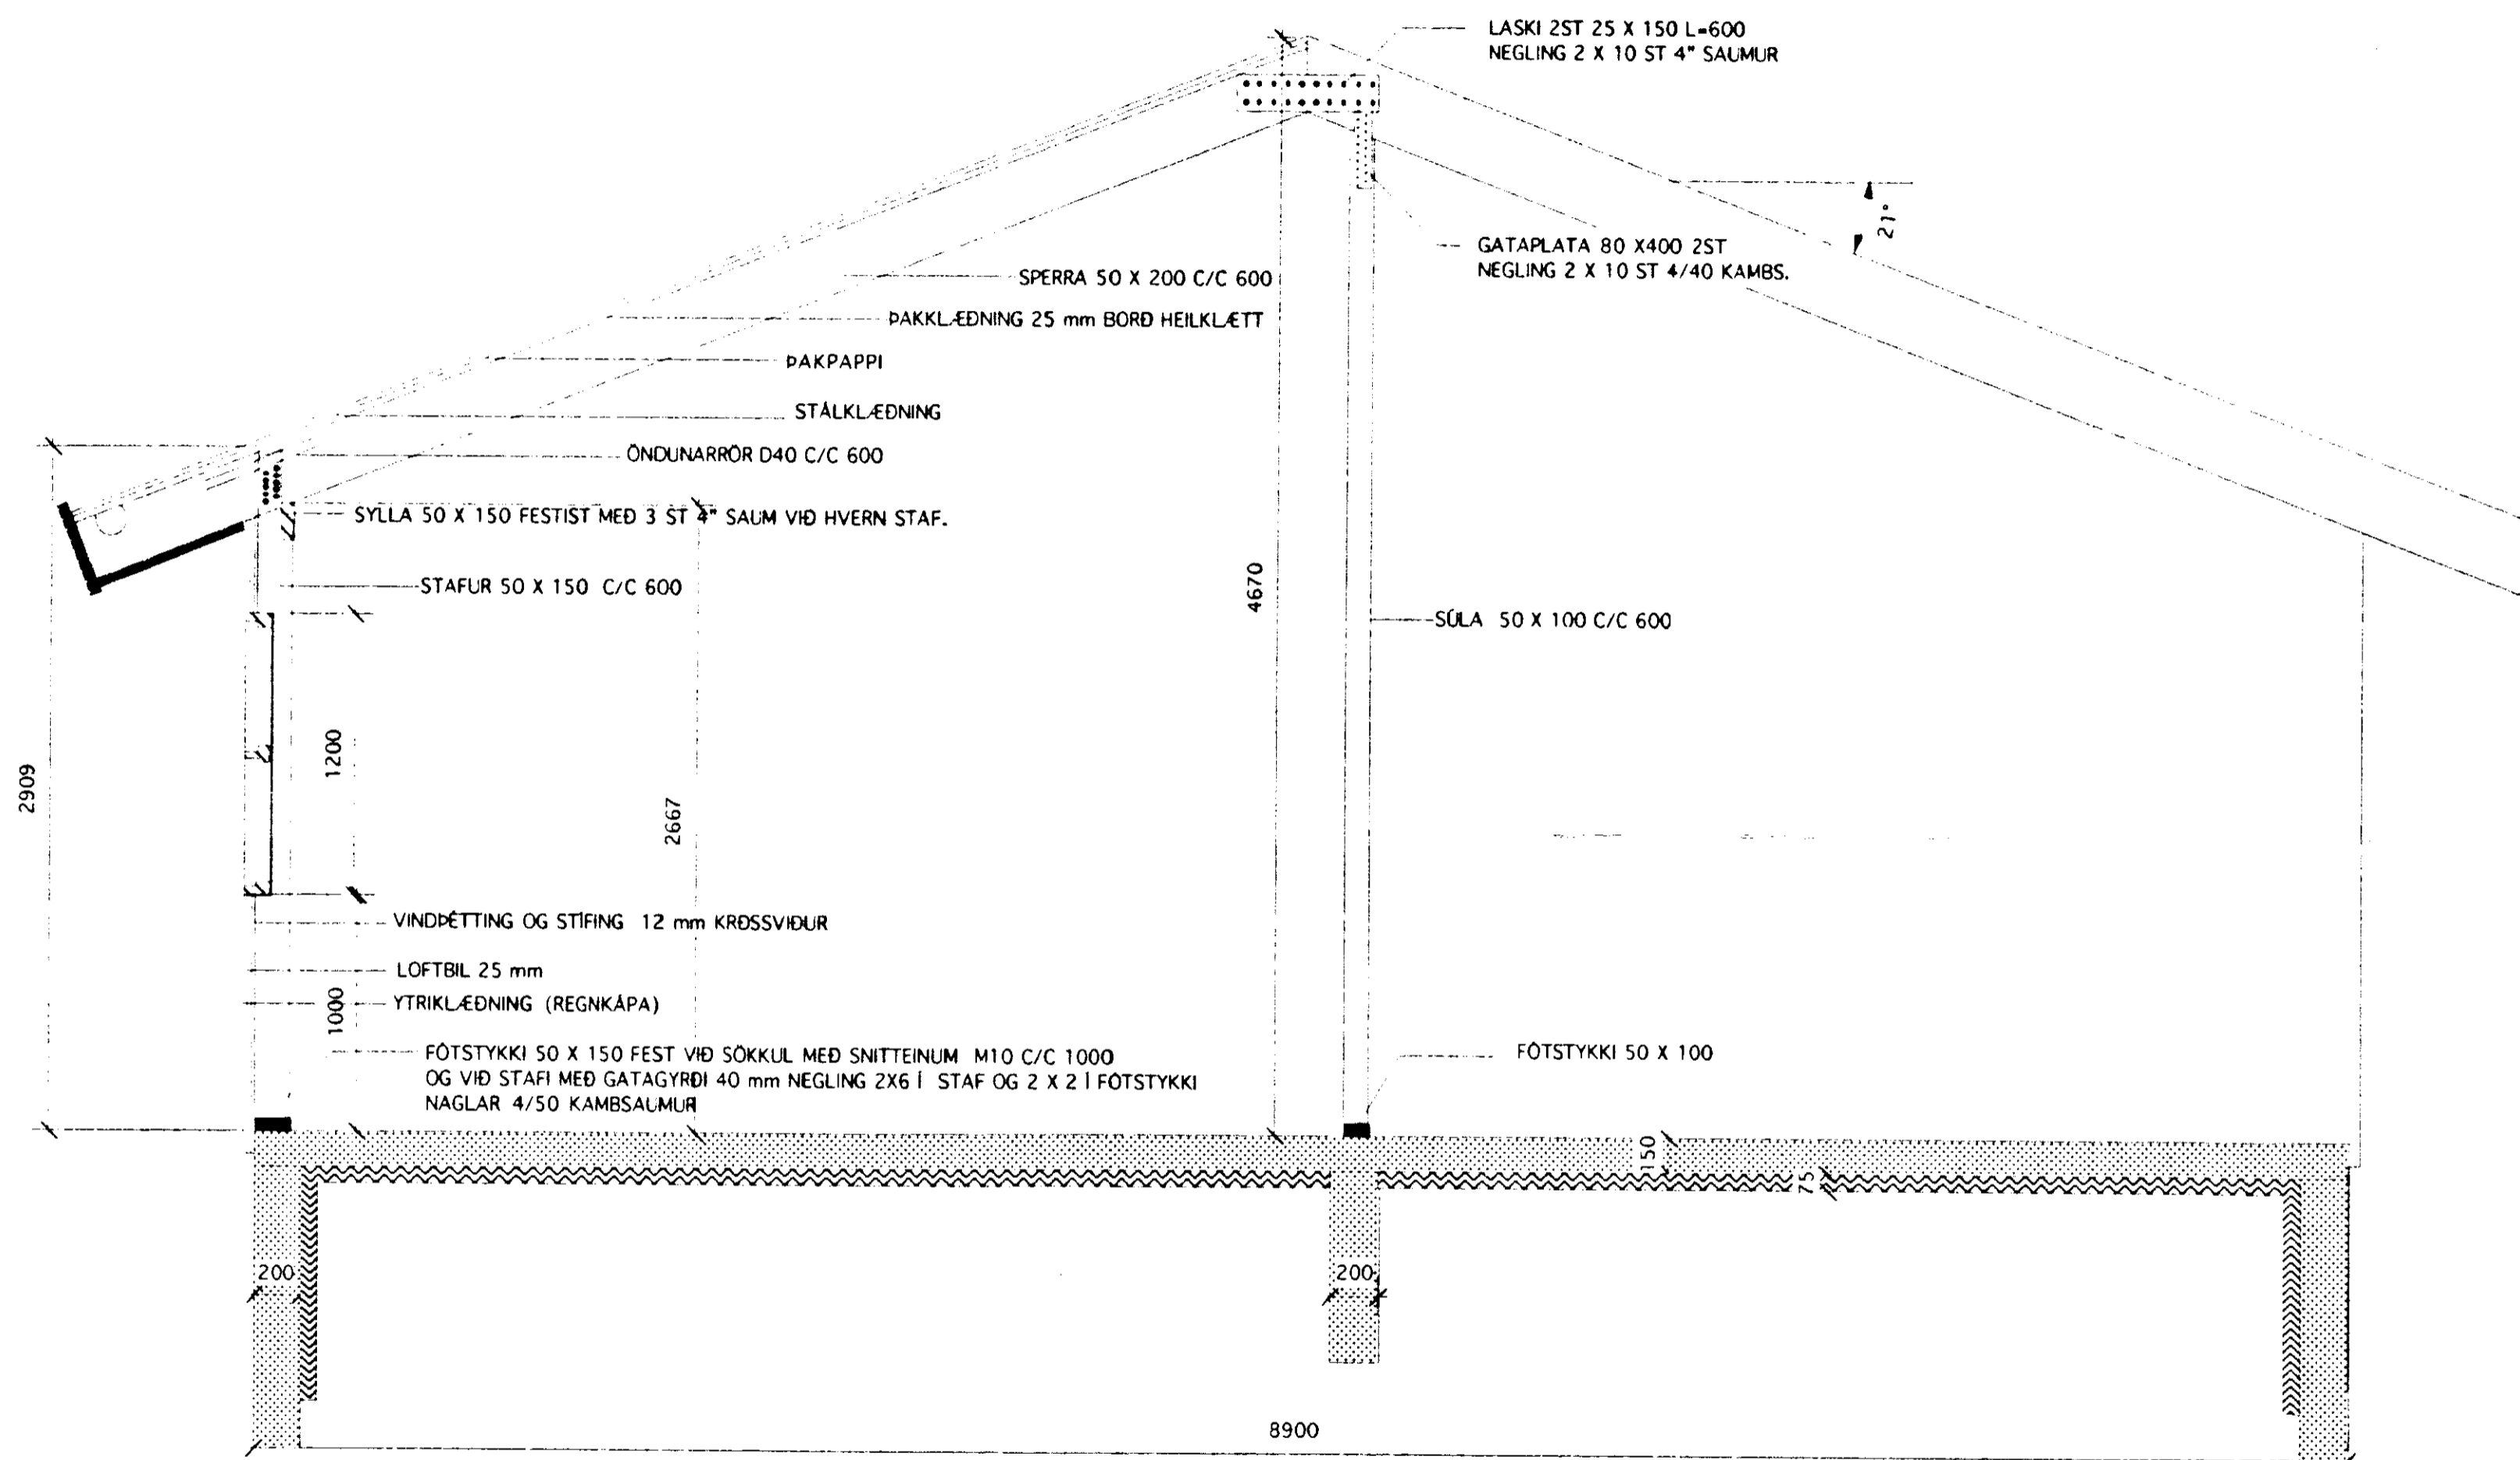 LASKI 2ST 25 X 150 L=600
NEGLING 2 X 10 ST 4" SAUMUR
21°
GATAPLATA 80 X400 2ST
NEGLING 2 X 10 ST 4/40 KAMBS.
SPERRA 50 X 200 C/C 600
ÞAKKLÆÐNING 25 mm BORÐ HEILKLÆTT
ÞAKPAPPI
STÁLKLÆÐNING
ÖNDUNARRÖR D40 C/C 600
SYLLA 50 X 150 FESTIST MEÐ 3 ST 4" SAUM VIÐ HVERN STAF.
STAFUR 50 X 150 C/C 600
4670
SÚLA 50 X 100 C/C 600
2909
1200
2667
VINDÞÉTTING OG STÍFING 12 mm KRÐSSVIÐUR
LOFTBIL 25 mm
YTRIKLÆÐNING (REGNKÁPA)
1000
FÓTSTYKKI 50 X 150 FEST VIÐ SÖKKUL MEÐ SNITTEINUM M10 C/C 1000
OG VIÐ STAFI MEÐ GATAGYRÐI 40 mm NEGLING 2X6 Í STAF OG 2 X 2 Í FÓTSTYKKI
NAGLAR 4/50 KAMBSAUMUR
FÓTSTYKKI 50 X 100
150
75
200
200
8900